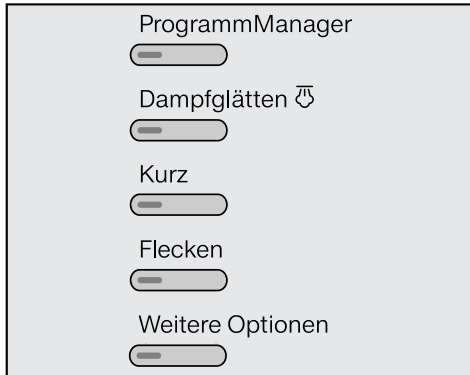 ProgrammManager
Dampfglätten
Kurz
Flecken
Weitere Optionen